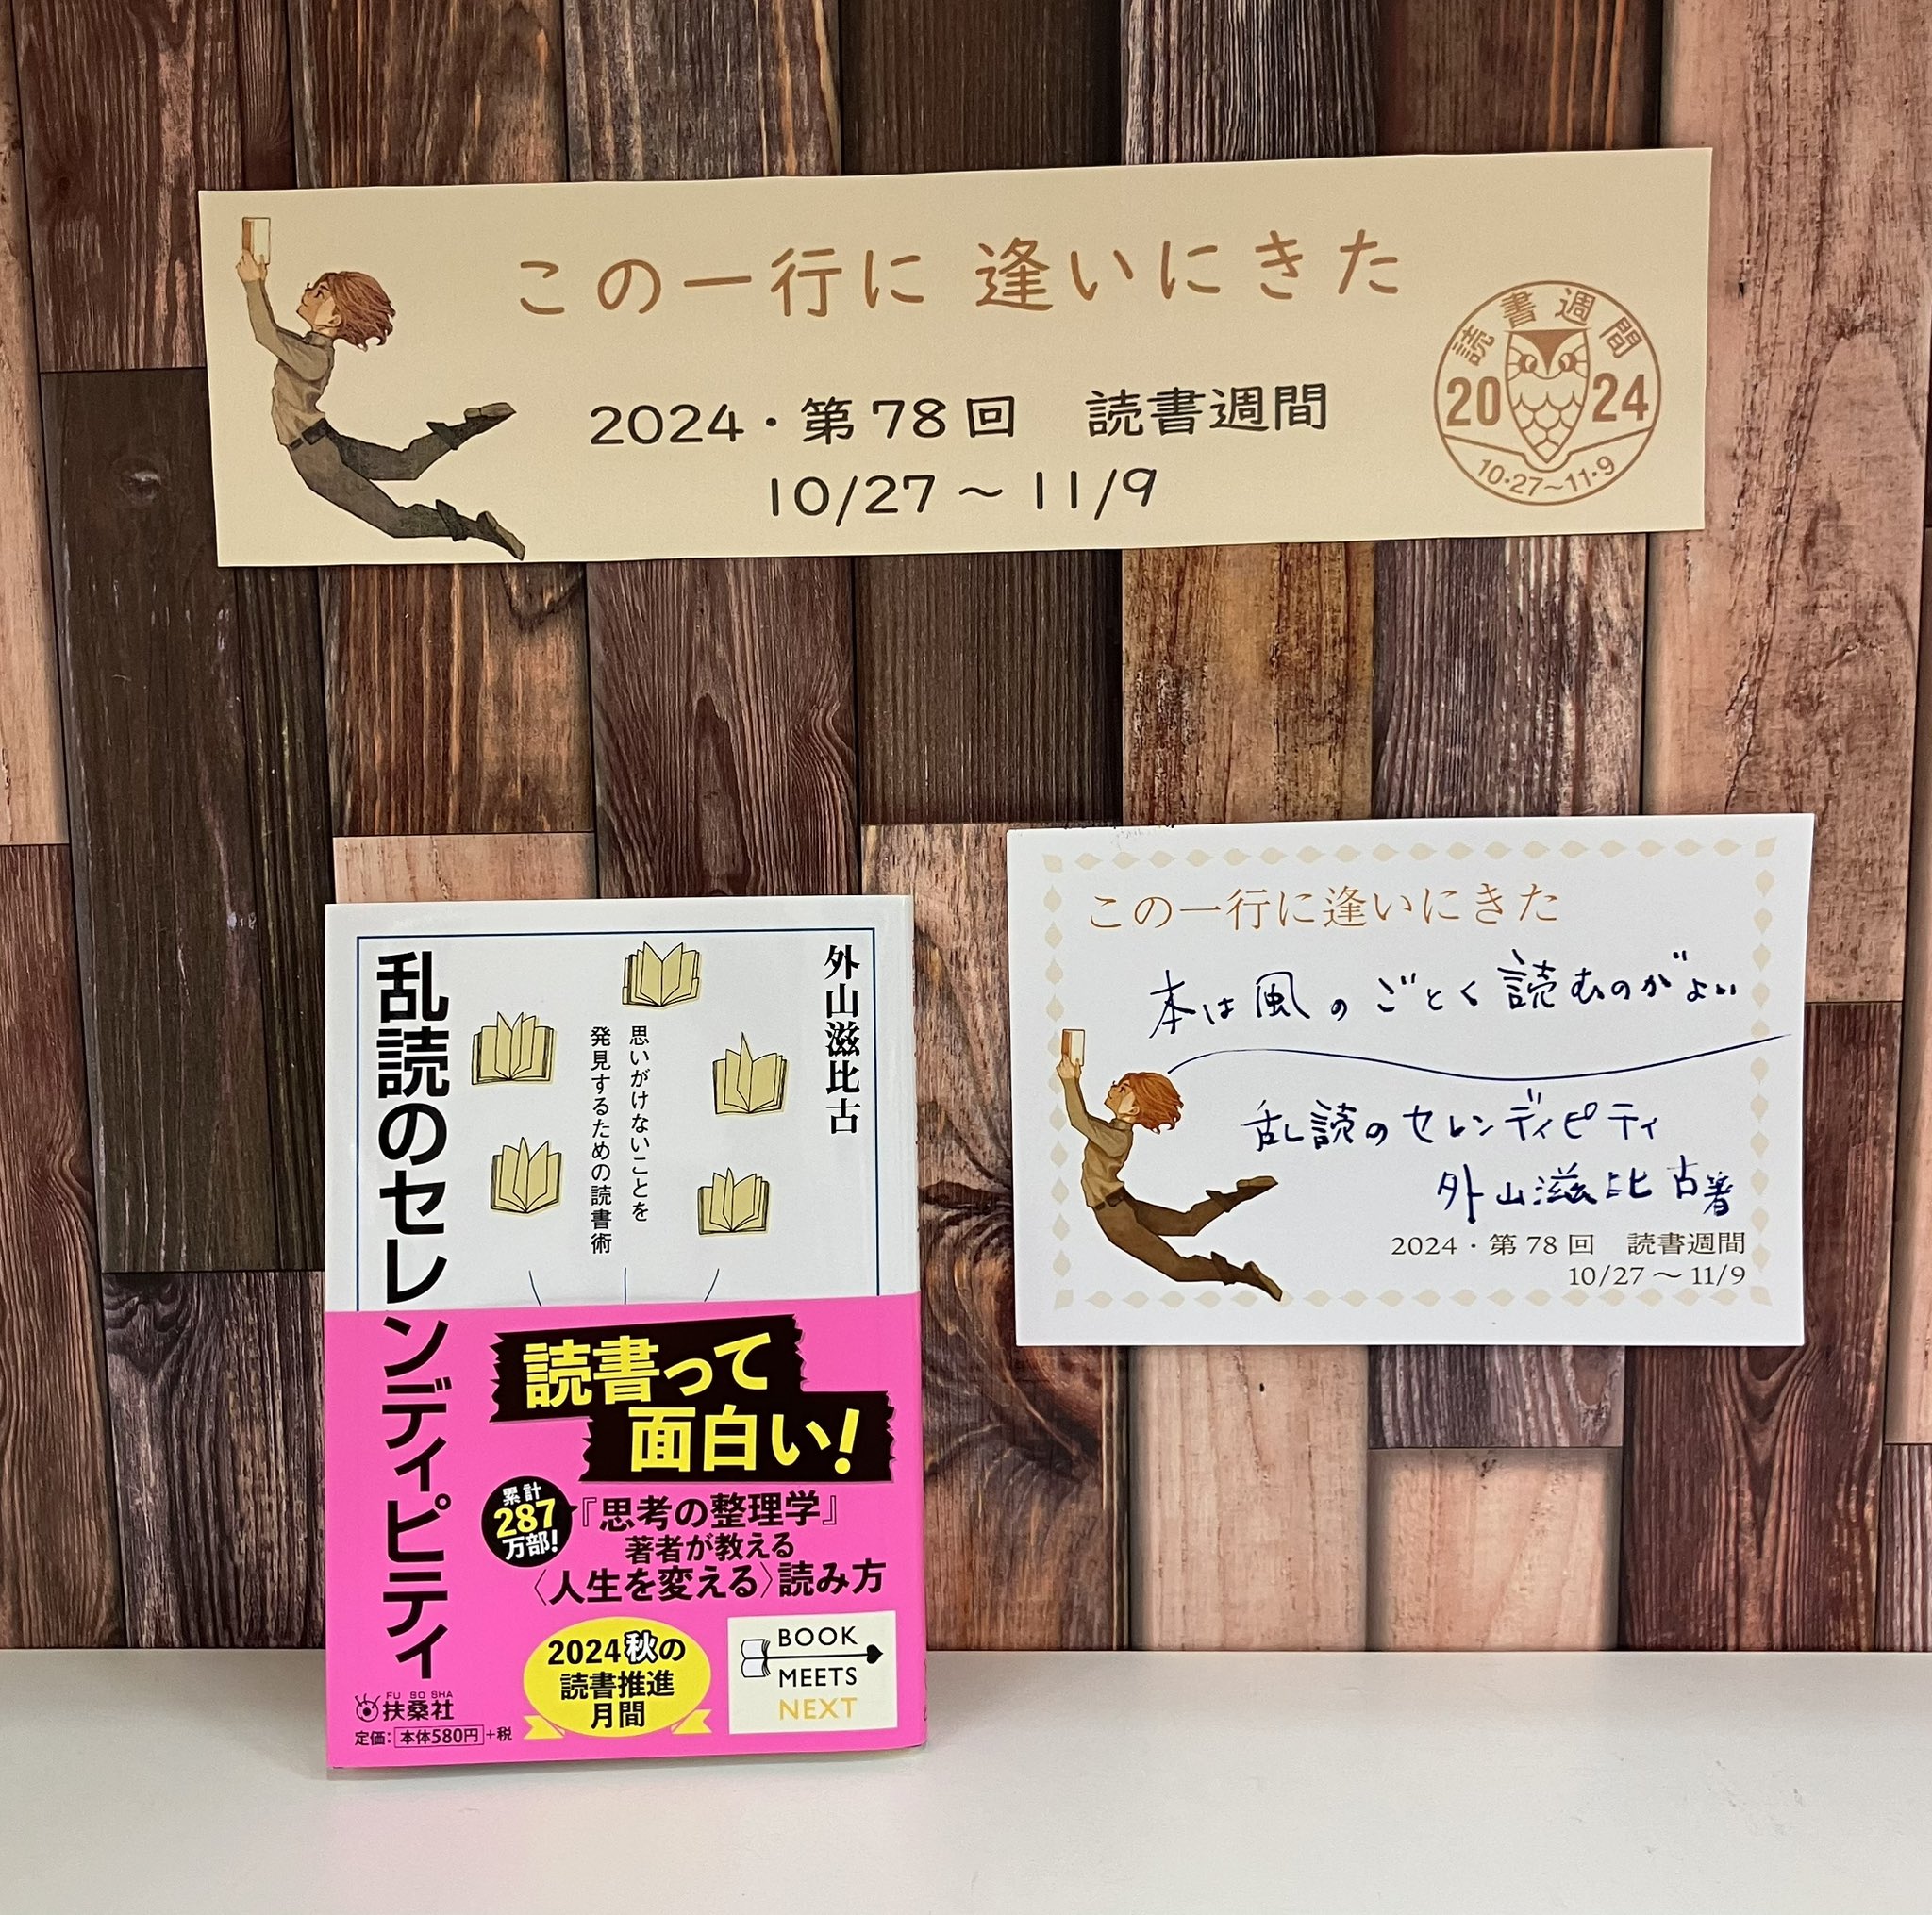 この一行に 逢いにきた
2024・第78回 読書週間
10/27～11/9
読書週間
2024
10・27～11・9
外山滋比古
思いがけないことを
発見するための読書術
乱読のセレンディピティ
読書って
面白い!
累計
287
万部!
『思考の整理学』
著者が教える
〈人生を変える〉読み方
2024秋の
読書推進
月間
BOOK
MEETS
NEXT
FU SO SHA
扶桑社
定価:本体580円+税
この一行に逢いにきた
本は風のごとく読むのがよい
乱読のセレンディピティ
外山滋比古著
2024・第78回 読書週間
10/27～11/9